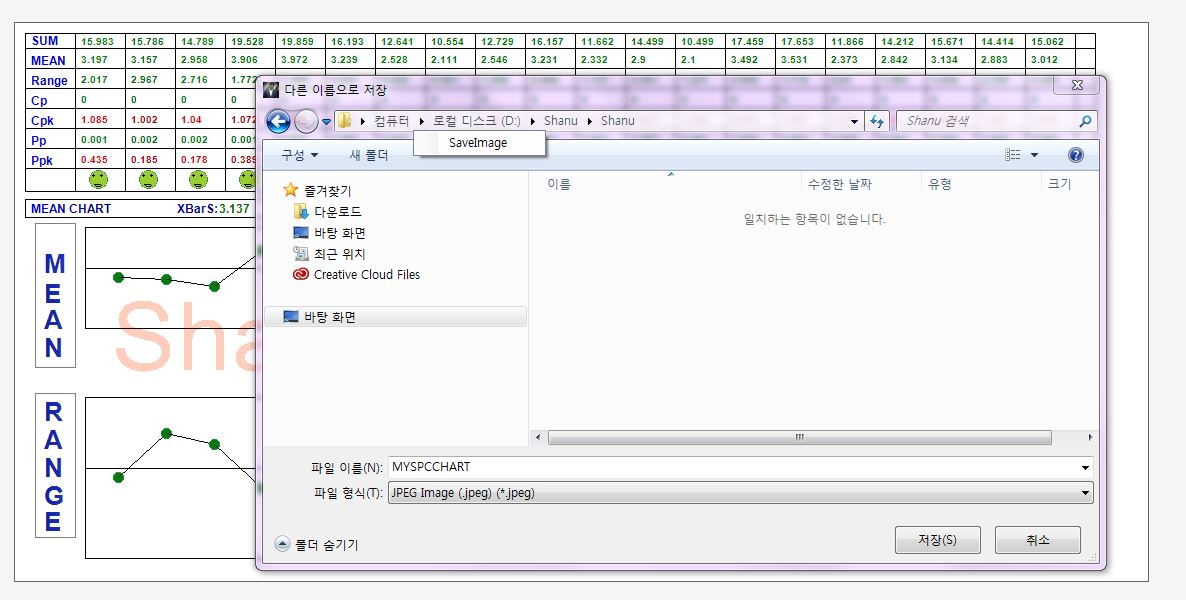 SUM 15.983 15.786 14.789 19.528 19.859 16.193 12.641 10.554 12.729 16.157 11.662 14.499 10.499 17.459 17.653 11.866 14.212 15.671 14.414 15.062
MEAN 3.197 3.157 2.958 3.906 3.972 3.239 2.528 2.111 2.546 3.231 2.332 2.9 2.1 3.492 3.531 2.373 2.842 3.134 2.883 3.012
Range 2.017 2.967 2.716 1.772
Cp 0 0 0 0
Cpk 1.085 1.002 1.04 1.072
Pp 0.001 0.002 0.002 0.001
Ppk 0.435 0.185 0.178 0.389
MEAN CHART XBarS:3.137
MEAN
Sha
RANGE
다른 이름으로 저장
컴퓨터 로컬 디스크 (D:) Shanu Shanu
Shanu 검색
SaveImage
구성 새 폴더
이름 수정한 날짜 유형 크기
일치하는 항목이 없습니다.
즐겨찾기
다운로드
바탕 화면
최근 위치
Creative Cloud Files
바탕 화면
파일 이름(N): MYSPCCHART
파일 형식(T): JPEG Image (.jpeg) (*.jpeg)
폴더 숨기기
저장(S) 취소